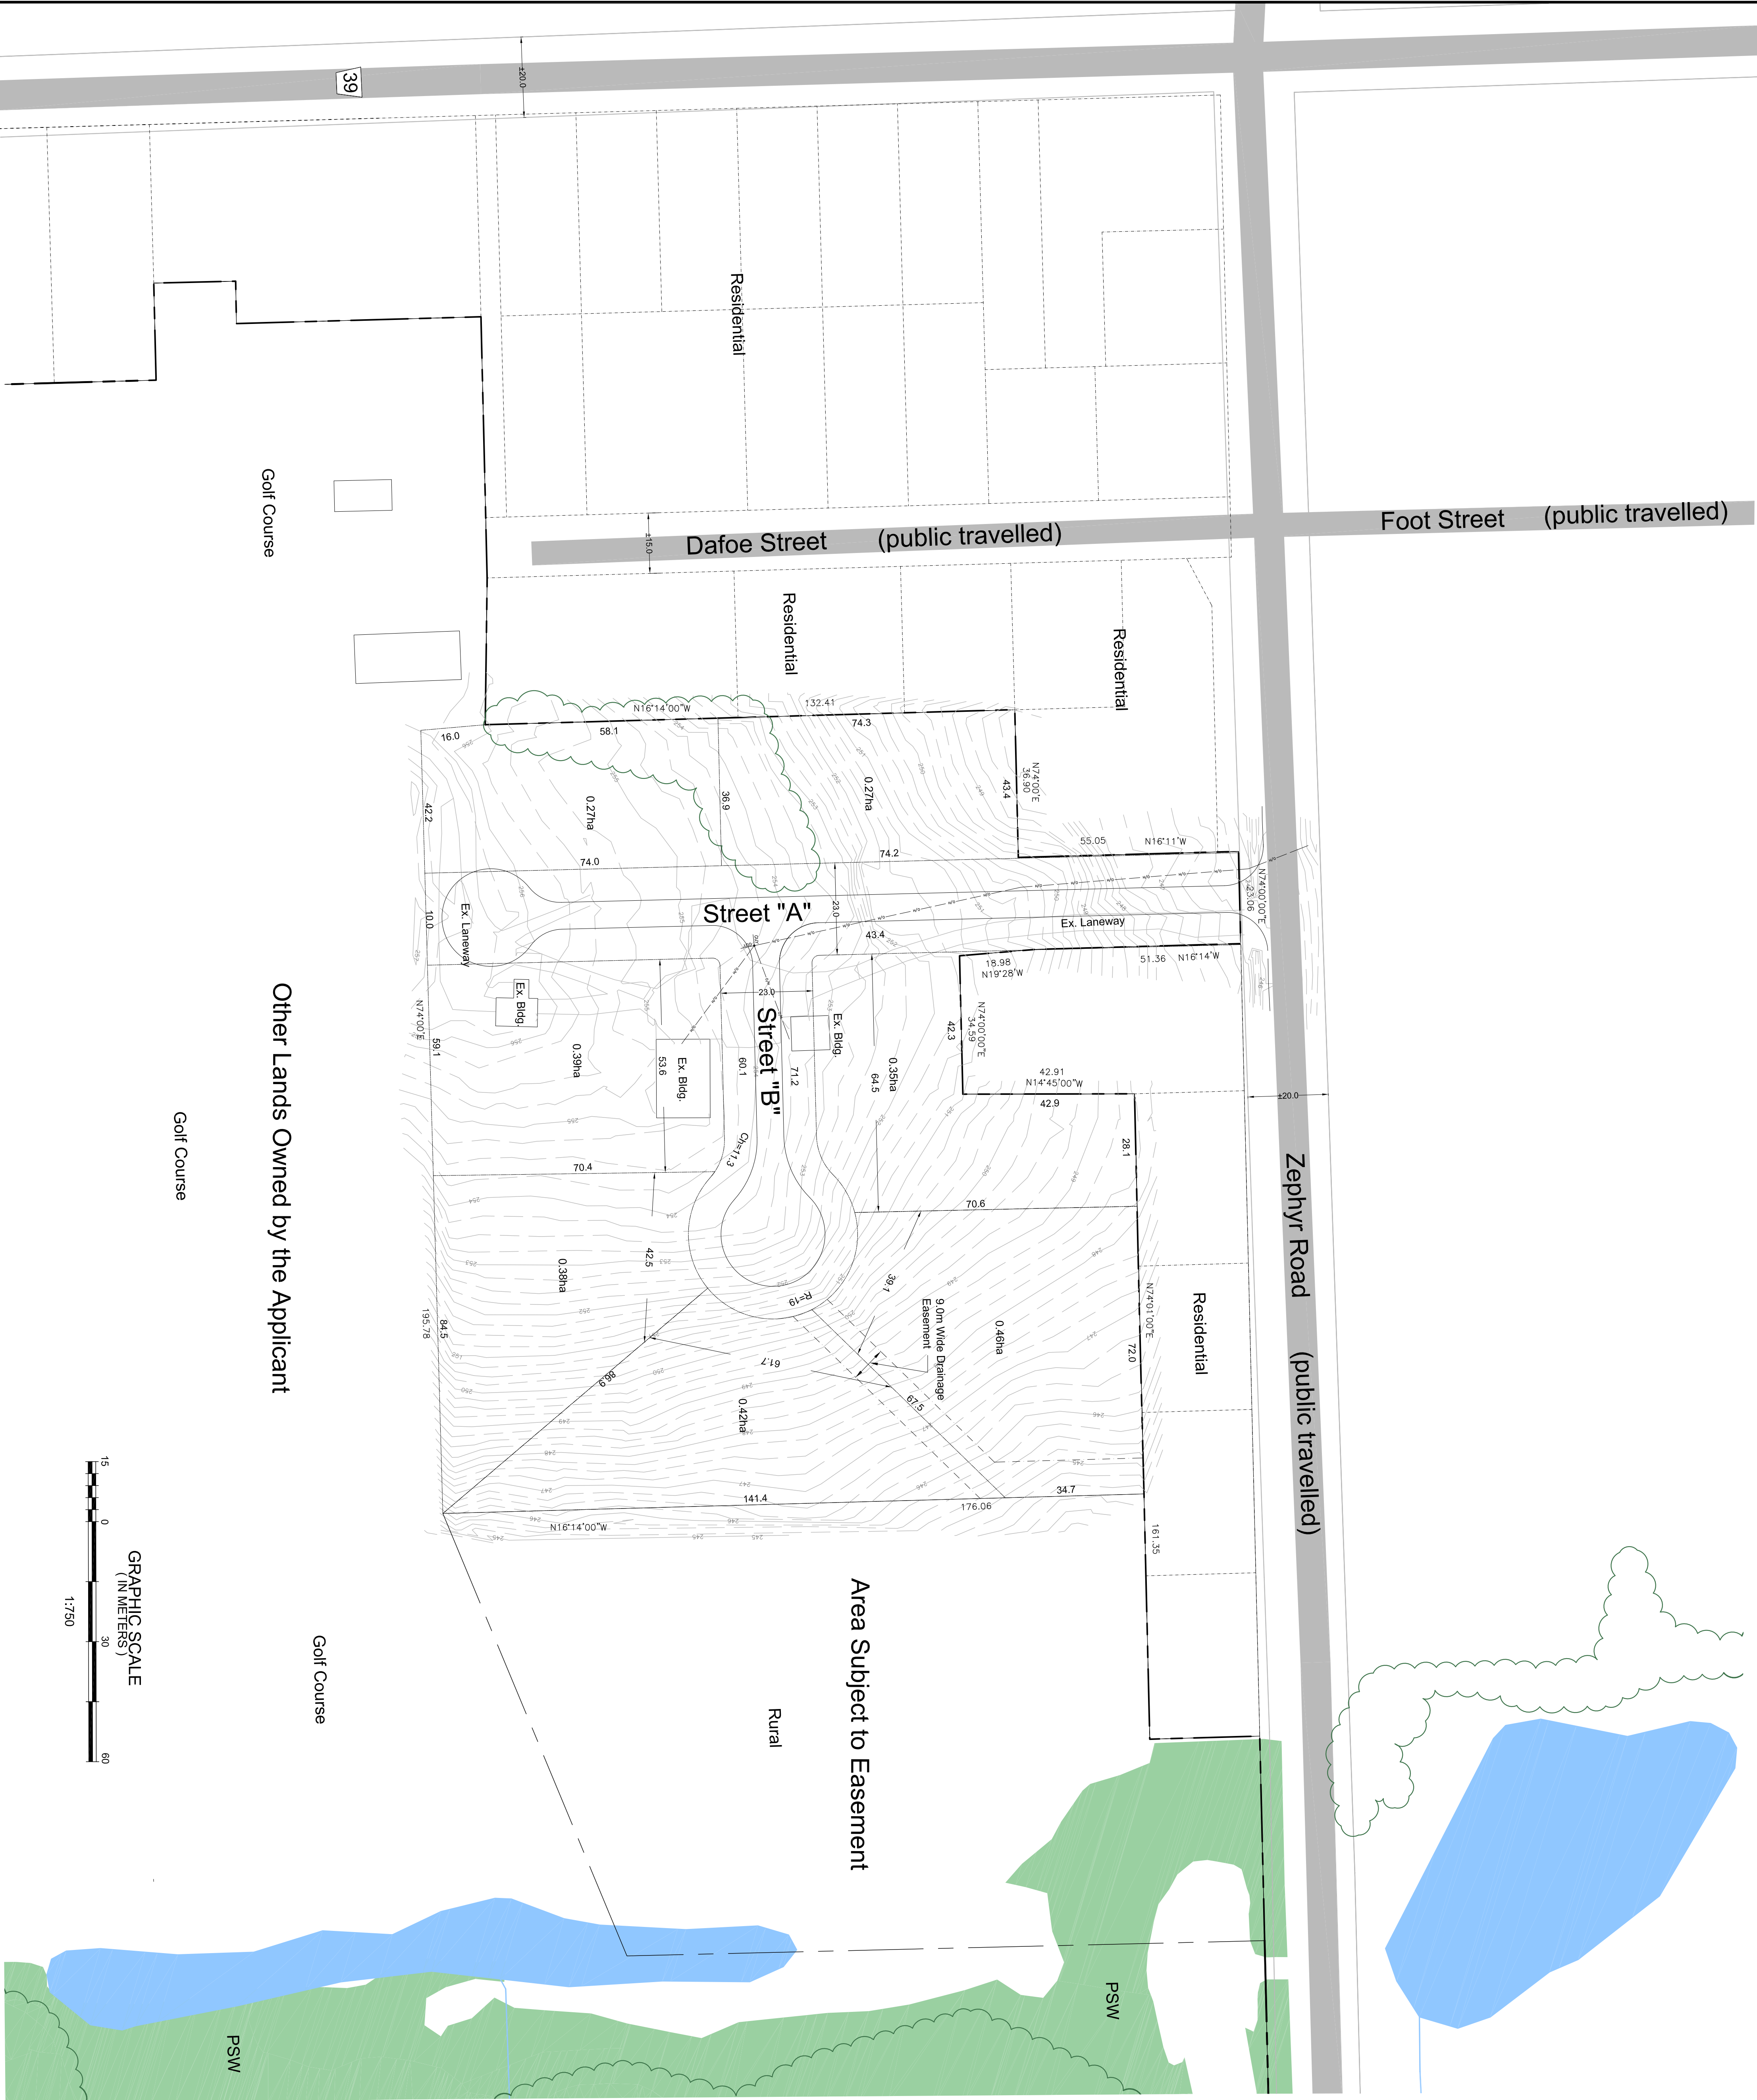 39
±20.0
Residential
Golf Course
Dafoe Street (public travelled)
Foot Street (public travelled)
±15.0
Residential
Residential
N16°14'00"W
132.41
58.1
74.3
16.0
42.2
0.27ha
36.9
0.27ha
43.4
N74°00'E
36.90
55.05
N16°11'W
74.0
74.2
N74°00'00"E
23.06
Street "A"
23.0
43.4
Ex. Laneway
Ex. Laneway
10.0
18.98
N19°28'W
51.36
N16°14'W
Ex. Bldg.
23.0
Street "B"
Ex. Bldg.
N74°00'E
59.1
0.39ha
53.6
Ex. Bldg.
60.1
71.2
64.5
0.35ha
42.3
N74°00'00"E
34.59
42.91
N14°45'00"W
42.9
±20.0
Ch=11.3
28.1
70.4
70.6
Other Lands Owned by the Applicant
Golf Course
Zephyr Road (public travelled)
0.38ha
42.5
R=19
39.1
9.0m Wide Drainage
Easement
0.46ha
N74°01'00"E
72.0
Residential
195.78
84.5
86.9
61.7
67.5
0.42ha
141.4
176.06
34.7
N16°14'00"W
161.35
Area Subject to Easement
Rural
Golf Course
15
0
30
60
GRAPHIC SCALE
( IN METERS )
1:750
PSW
PSW